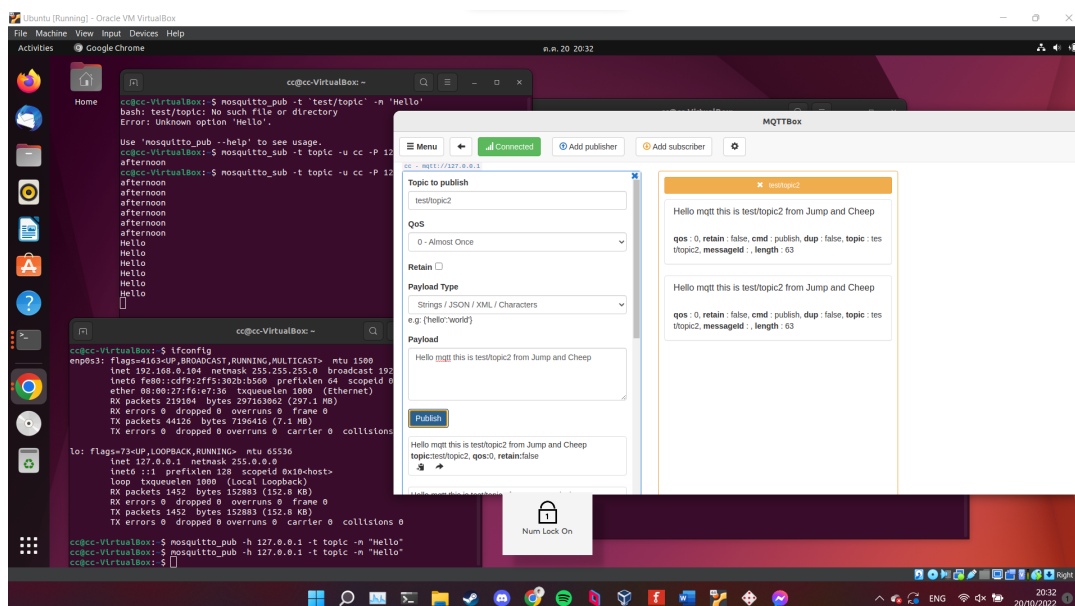 Ubuntu [Running] - Oracle VM VirtualBox
File Machine View Input Devices Help
Activities Google Chrome ต.ค. 20 20:32
Home
cc@cc-VirtualBox: ~
cc@cc-VirtualBox:~$ mosquitto_pub -t `test/topic` -m 'Hello'
bash: test/topic: No such file or directory
Error: Unknown option 'Hello'.
Use 'mosquitto_pub --help' to see usage.
cc@cc-VirtualBox:~$ mosquitto_sub -t topic -u cc -P 12
afternoon
cc@cc-VirtualBox:~$ mosquitto_sub -t topic -u cc -P 12
afternoon
afternoon
afternoon
afternoon
afternoon
afternoon
Hello
Hello
Hello
Hello
Hello
Hello
cc@cc-VirtualBox: ~
cc@cc-VirtualBox:~$ ifconfig
enp0s3: flags=4163<UP,BROADCAST,RUNNING,MULTICAST> mtu 1500
inet 192.168.0.104 netmask 255.255.255.0 broadcast 192
inet6 fe80::cdf9:2ff5:302b:b560 prefixlen 64 scopeid 0
ether 08:00:27:f6:e7:36 txqueuelen 1000 (Ethernet)
RX packets 219104 bytes 297163062 (297.1 MB)
RX errors 0 dropped 0 overruns 0 frame 0
TX packets 44126 bytes 7196416 (7.1 MB)
TX errors 0 dropped 0 overruns 0 carrier 0 collisions
lo: flags=73<UP,LOOPBACK,RUNNING> mtu 65536
inet 127.0.0.1 netmask 255.0.0.0
inet6 ::1 prefixlen 128 scopeid 0x10<host>
loop txqueuelen 1000 (Local Loopback)
RX packets 1452 bytes 152883 (152.8 KB)
RX errors 0 dropped 0 overruns 0 frame 0
TX packets 1452 bytes 152883 (152.8 KB)
TX errors 0 dropped 0 overruns 0 carrier 0 collisions 0
cc@cc-VirtualBox:~$ mosquitto_pub -h 127.0.0.1 -t topic -m "Hello"
cc@cc-VirtualBox:~$ mosquitto_pub -h 127.0.0.1 -t topic -m "Hello"
cc@cc-VirtualBox:~$
MQTTBox
Menu Connected Add publisher Add subscriber
cc - mqtt://127.0.0.1
Topic to publish
test/topic2
QoS
0 - Almost Once
Retain
Payload Type
Strings / JSON / XML / Characters
e.g: {'hello':'world'}
Payload
Hello mqtt this is test/topic2 from Jump and Cheep
Publish
Hello mqtt this is test/topic2 from Jump and Cheep
topic:test/topic2, qos:0, retain:false
test/topic2
Hello mqtt this is test/topic2 from Jump and Cheep
qos : 0, retain : false, cmd : publish, dup : false, topic : tes
t/topic2, messageId : , length : 63
Hello mqtt this is test/topic2 from Jump and Cheep
qos : 0, retain : false, cmd : publish, dup : false, topic : tes
t/topic2, messageId : , length : 63
1
Num Lock On
Right
ENG 20:32
20/10/2022 1